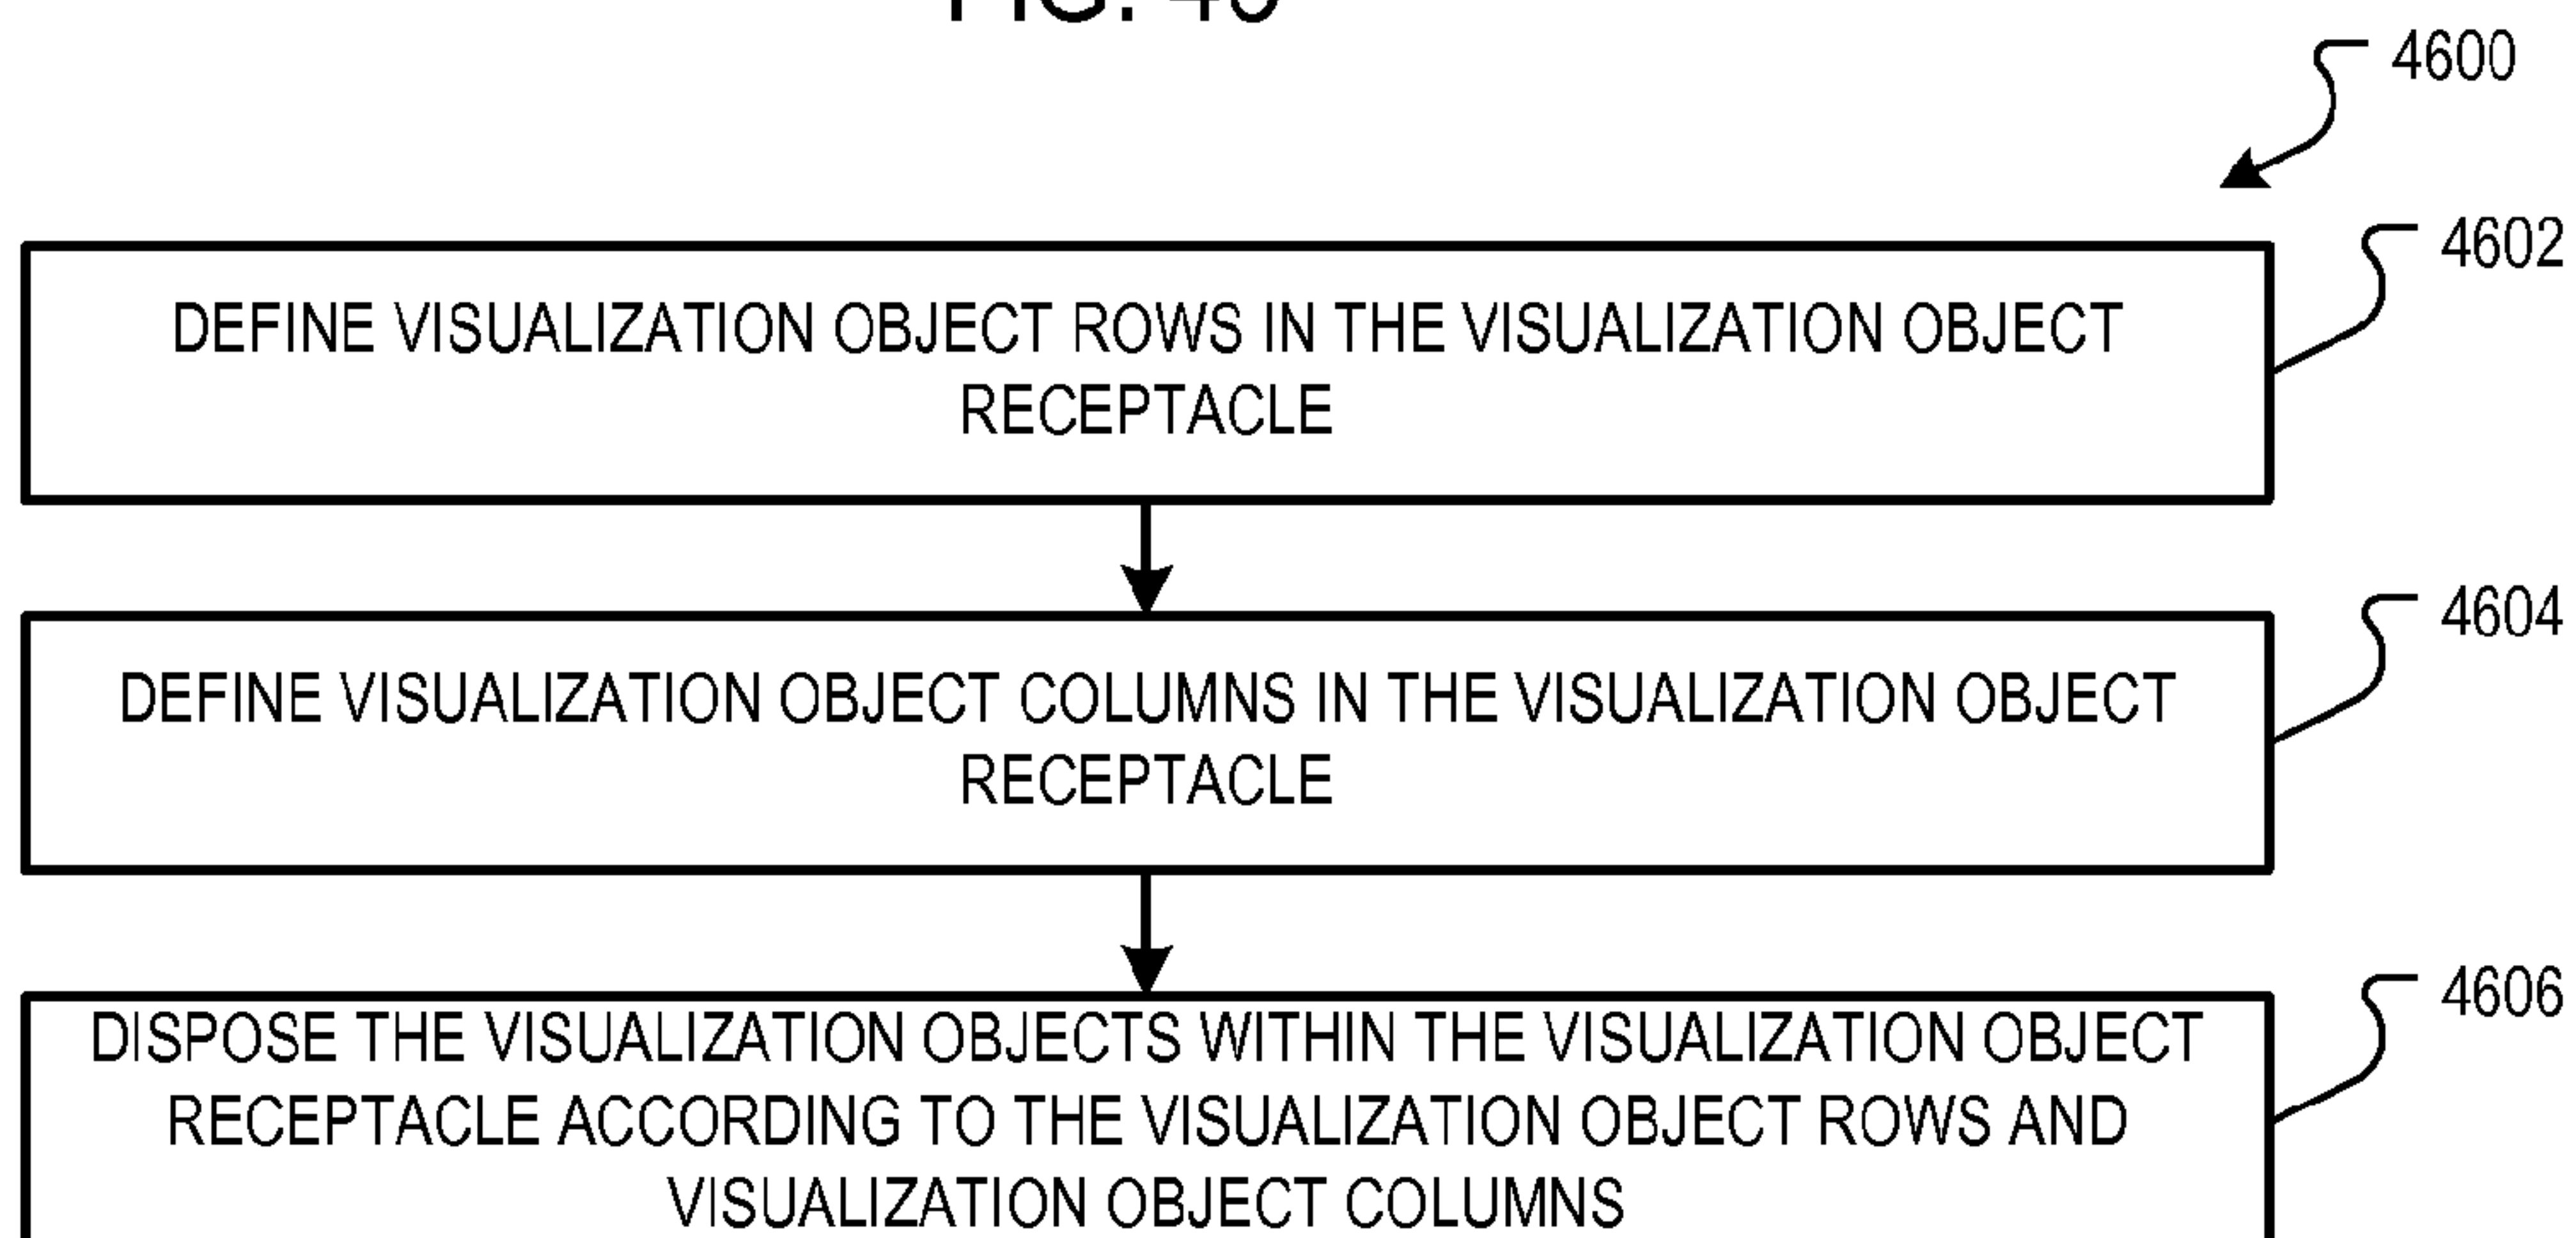 FIG. 4
4600
4602
DEFINE VISUALIZATION OBJECT ROWS IN THE VISUALIZATION OBJECT
RECEPTACLE
4604
DEFINE VISUALIZATION OBJECT COLUMNS IN THE VISUALIZATION OBJECT
RECEPTACLE
4606
DISPOSE THE VISUALIZATION OBJECTS WITHIN THE VISUALIZATION OBJECT
RECEPTACLE ACCORDING TO THE VISUALIZATION OBJECT ROWS AND
VISUALIZATION OBJECT COLUMNS